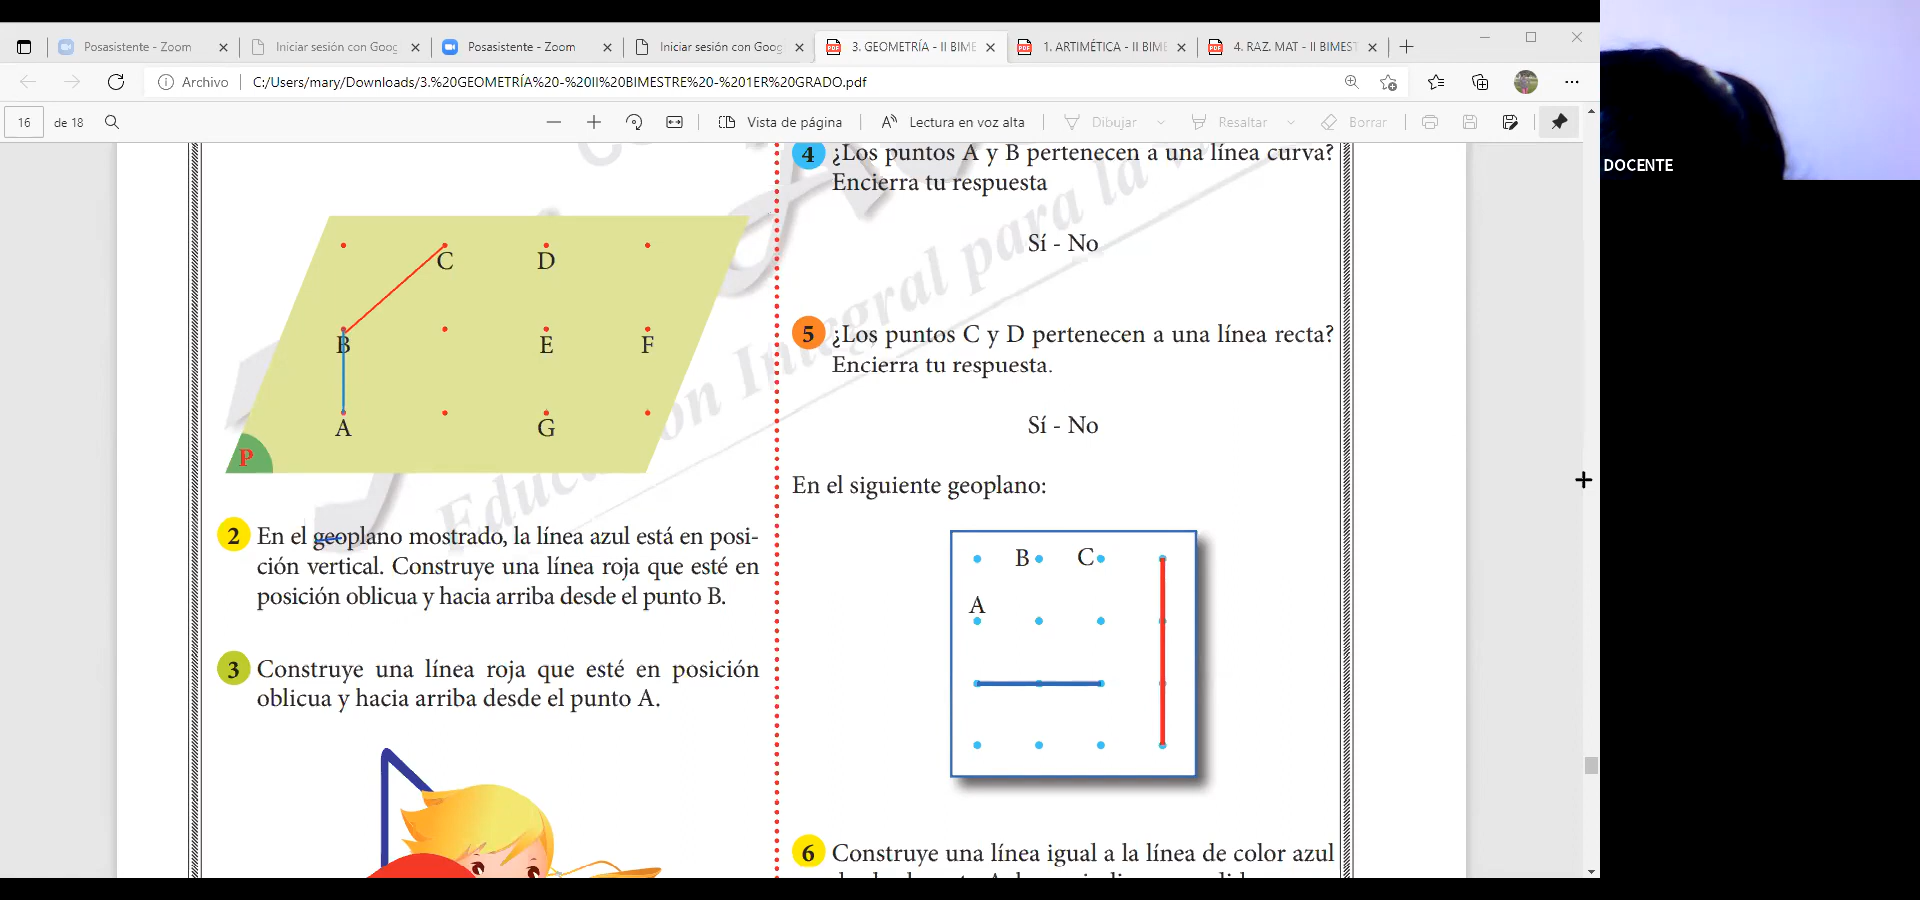 Posasistente - Zoom
Iniciar sesión con Goog
Posasistente - Zoom
Iniciar sesión con Goog
3. GEOMETRÍA - II BIME
1. ARTIMÉTICA - II BIME
4. RAZ. MAT - II BIMEST
Archivo
C:/Users/mary/Downloads/3.%20GEOMETRÍA%20-%20II%20BIMESTRE%20-%201ER%20GRADO.pdf
16 de 18
Vista de página
Lectura en voz alta
Dibujar
Resaltar
Borrar
DOCENTE
C D
B E F
A G
P
2 En el geoplano mostrado, la línea azul está en posi-
ción vertical. Construye una línea roja que esté en
posición oblicua y hacia arriba desde el punto B.
3 Construye una línea roja que esté en posición
oblicua y hacia arriba desde el punto A.
4 ¿Los puntos A y B pertenecen a una línea curva?
Encierra tu respuesta
Sí - No
5 ¿Los puntos C y D pertenecen a una línea recta?
Encierra tu respuesta.
Sí - No
En el siguiente geoplano:
B C
A
6 Construye una línea igual a la línea de color azul
Educación Integral para la